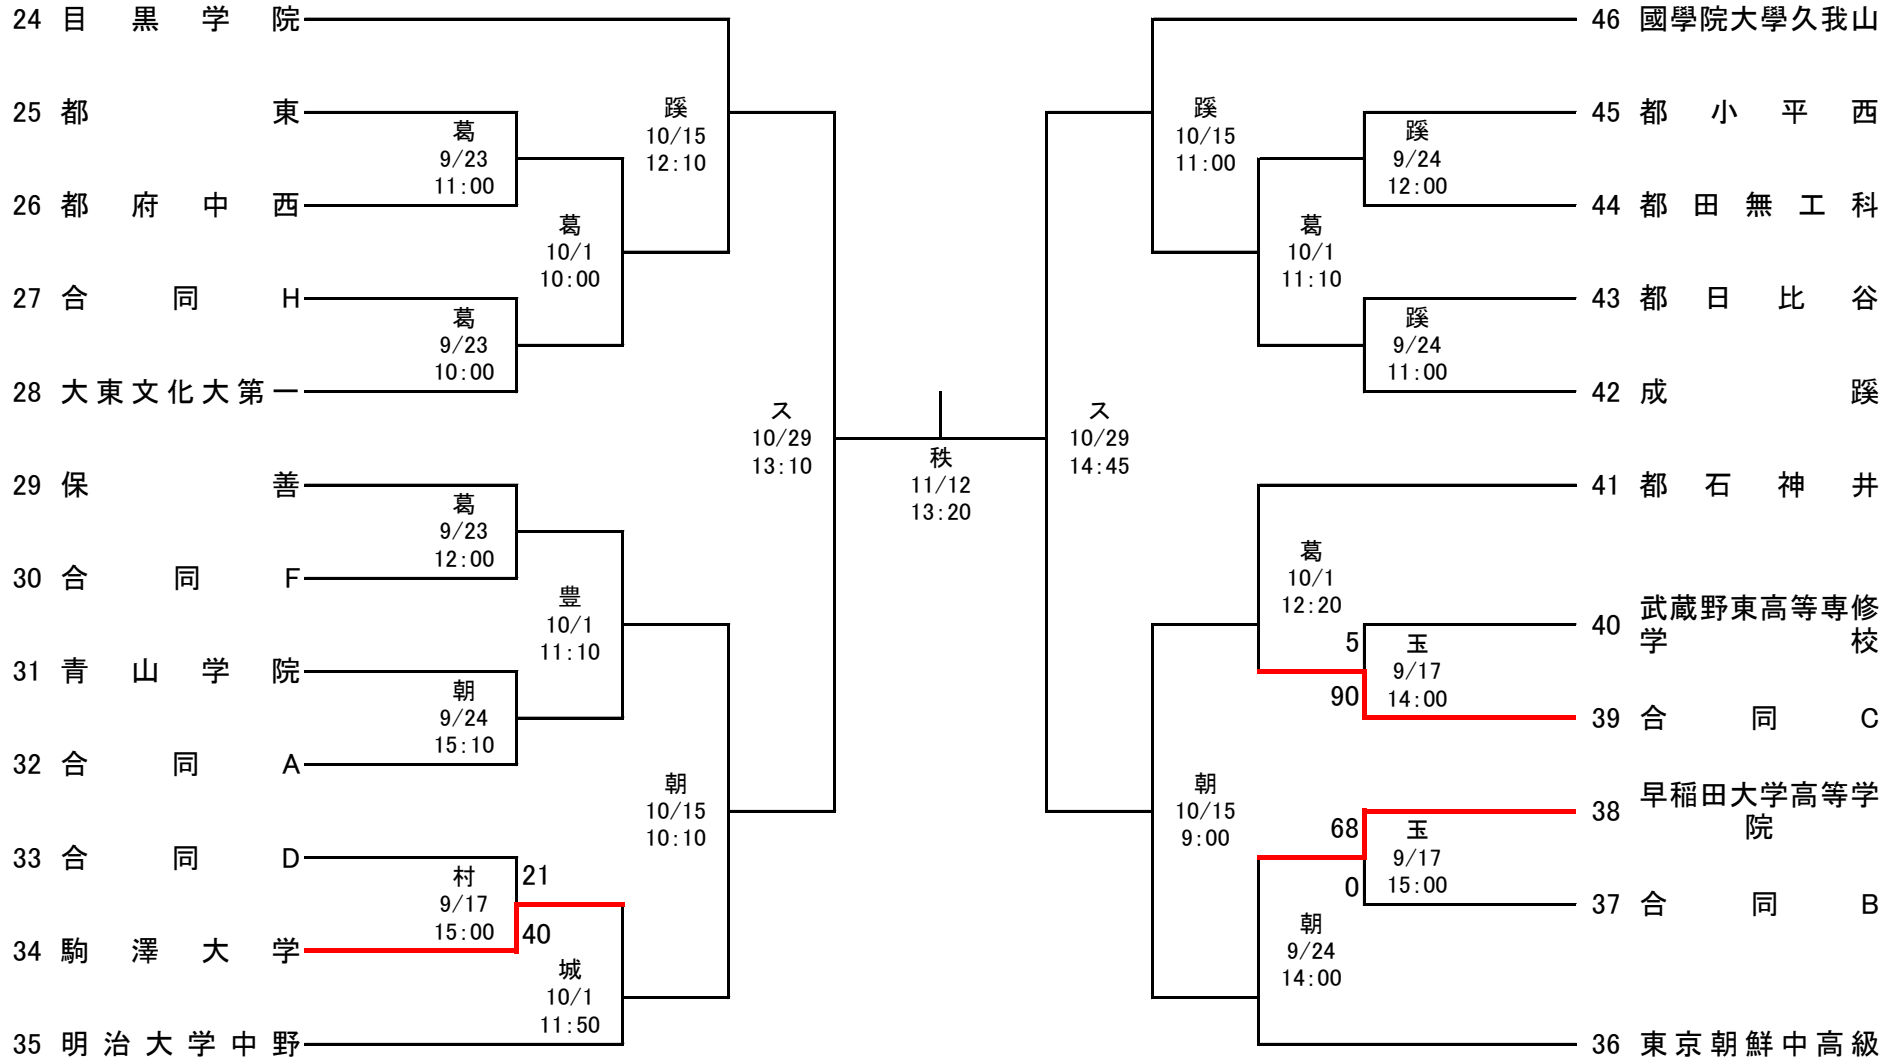 24 目黒学院
25 都東
26 都府中西
27 合同H
28 大東文化大第一
29 保善
30 合同F
31 青山学院
32 合同A
33 合同D
34 駒澤大学
35 明治大学中野
葛
9/23
11:00
葛
9/23
10:00
葛
9/23
12:00
朝
9/24
15:10
村
9/17
15:00
21
40
葛
10/1
10:00
豊
10/1
11:10
城
10/1
11:50
蹊
10/15
12:10
朝
10/15
10:10
ス
10/29
13:10
秩
11/12
13:20
ス
10/29
14:45
蹊
10/15
11:00
朝
10/15
9:00
葛
10/1
11:10
葛
10/1
12:20
朝
9/24
14:00
蹊
9/24
12:00
蹊
9/24
11:00
5
90
玉
9/17
14:00
68
0
玉
9/17
15:00
46 國學院大學久我山
45 都小平西
44 都田無工科
43 都日比谷
42 成蹊
41 都石神井
40 武蔵野東高等専修
学校
39 合同C
38 早稲田大学高等学
院
37 合同B
36 東京朝鮮中高級